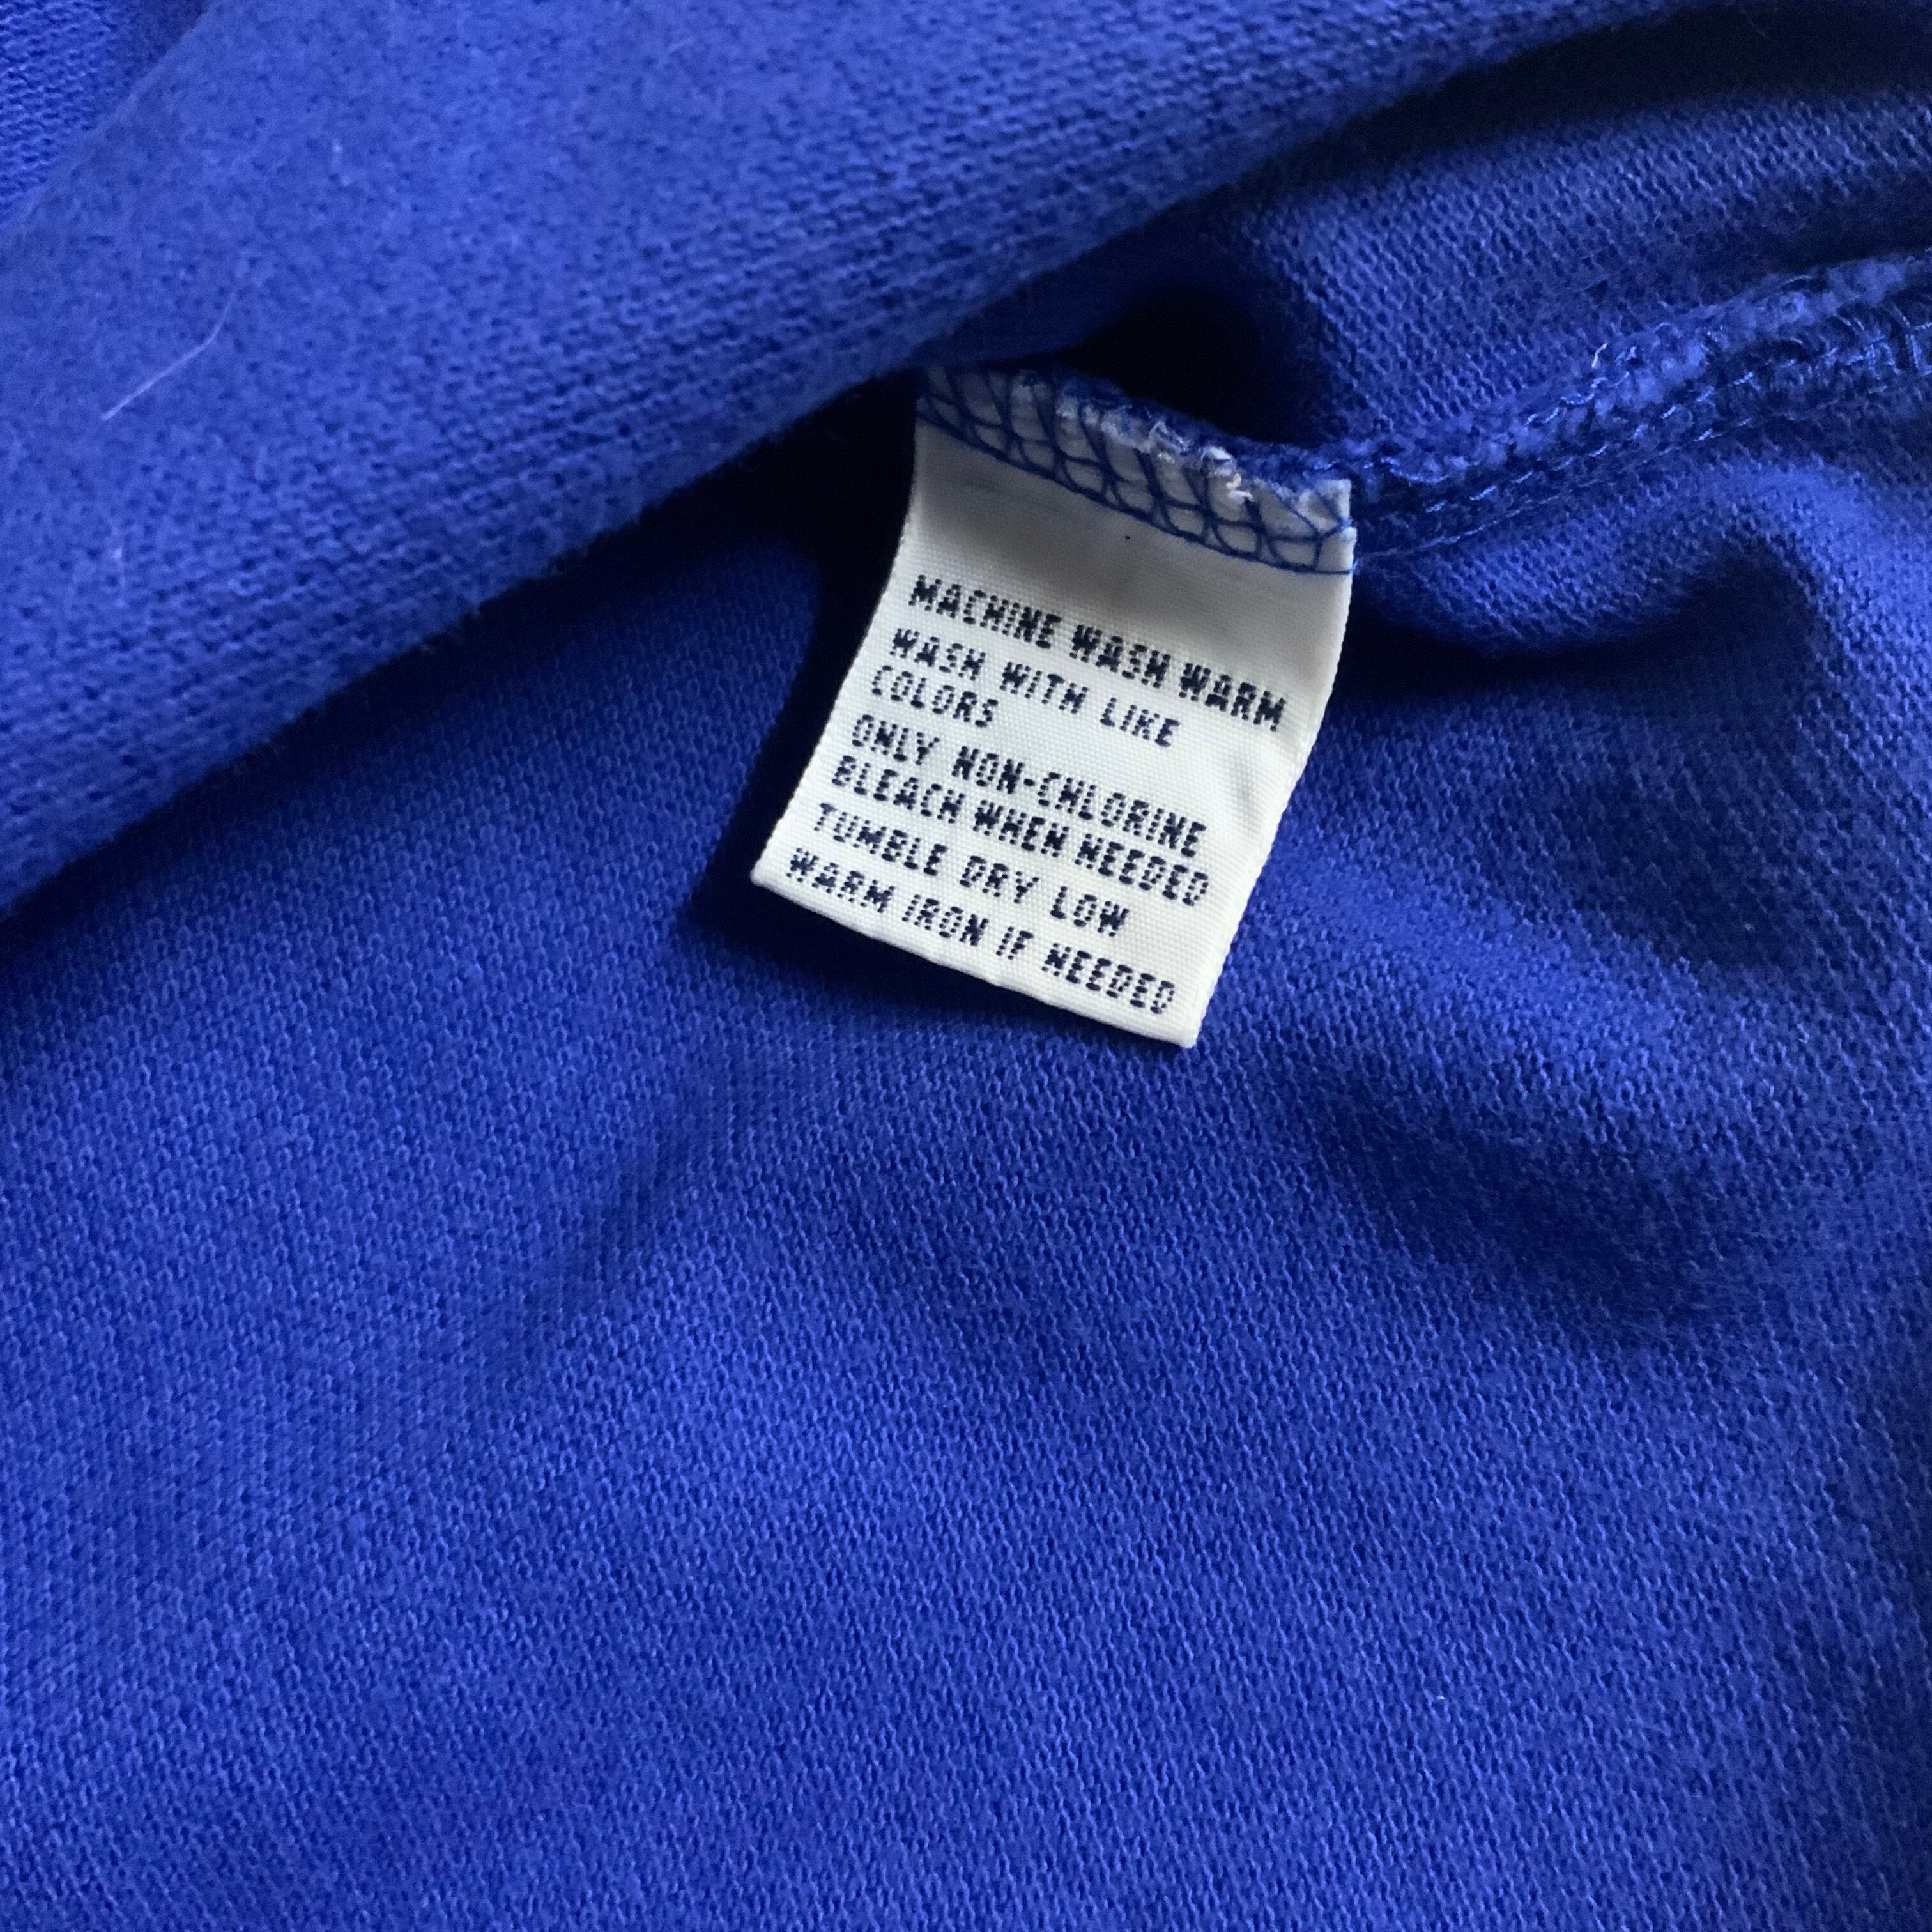 MACHINE WASH WARM
WASH WITH LIKE
COLORS
ONLY NON-CHLORINE
BLEACH WHEN NEEDED
TUMBLE DRY LOW
WARM IRON IF NEEDED